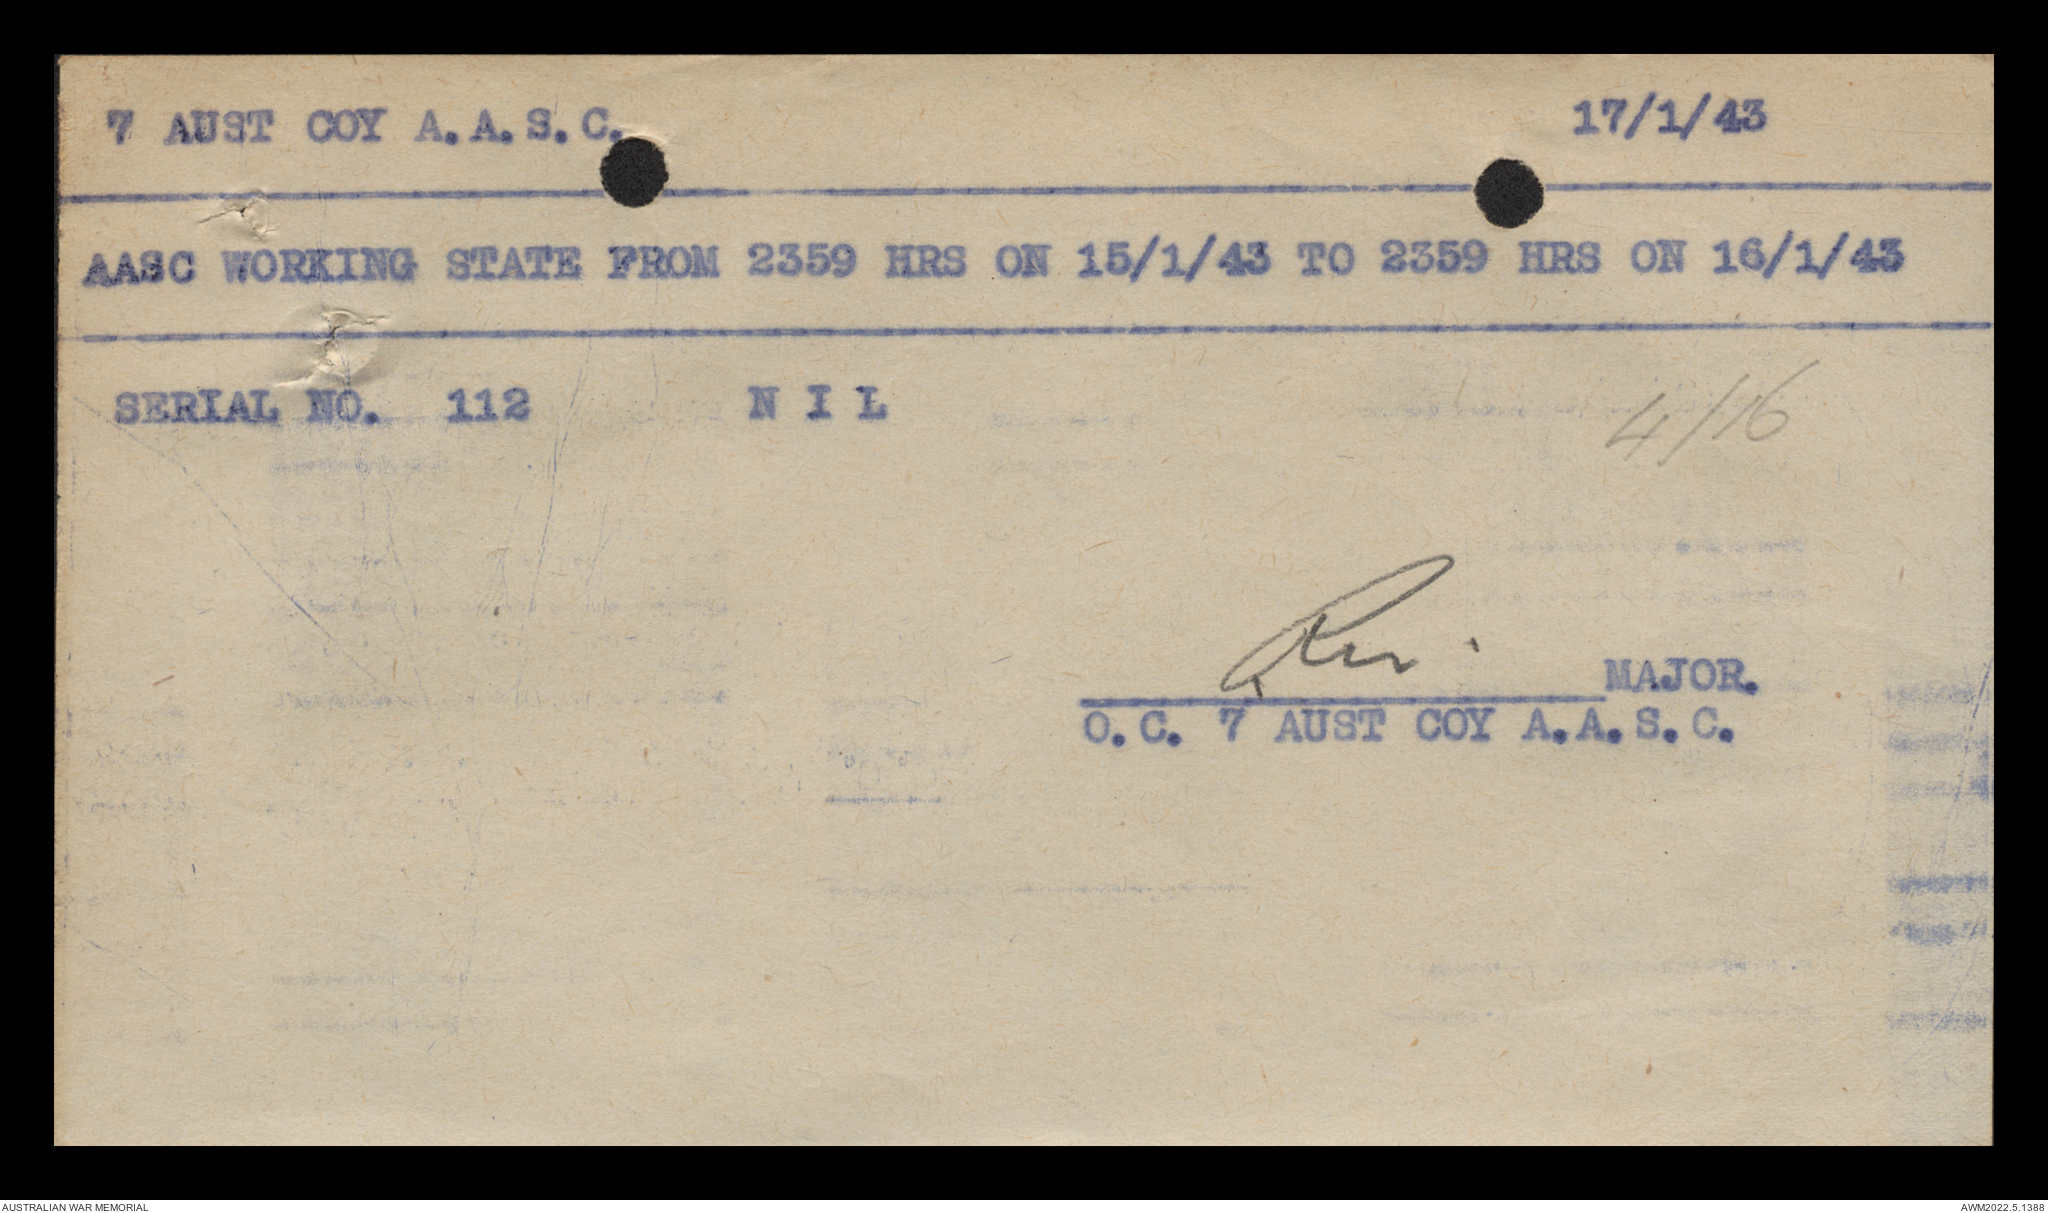 7 AUST COY A.A.S.C. 17/1/43
AASC WORKING STATE FROM 2359 HRS ON 15/1/43 TO 2359 HRS ON 16/1/43
SERIAL NO. 112 N I L
4/16
MAJOR.
O.C. 7 AUST COY A.A.S.C.
AUSTRALIAN WAR MEMORIAL AWM2022.5.1388